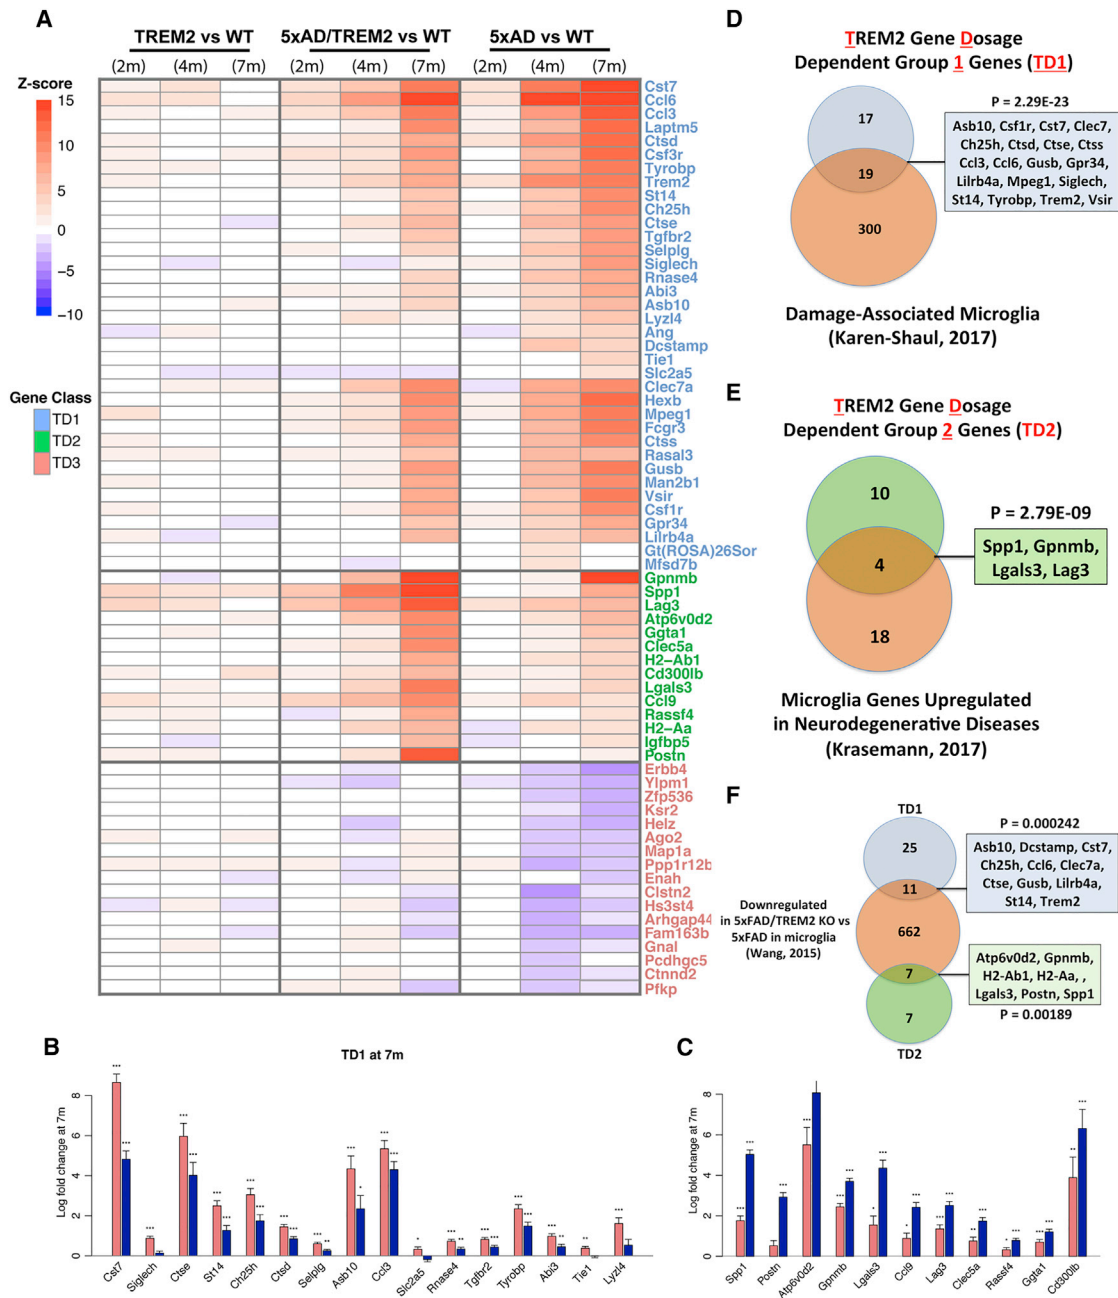 A
TREM2 vs WT
5xAD/TREM2 vs WT
5xAD vs WT
(2m) (4m) (7m) (2m) (4m) (7m) (2m) (4m) (7m)
Z-score
15
10
5
0
−5
−10
Gene Class
TD1
TD2
TD3
Cst7
Ccl6
Ccl3
Laptm5
Ctsd
Csf3r
Tyrobp
Trem2
St14
Ch25h
Ctse
Tgfbr2
Selplg
Siglech
Rnase4
Abi3
Asb10
Lyzl4
Ang
Dcstamp
Tie1
Slc2a5
Clec7a
Hexb
Mpeg1
Fcgr3
Ctss
Rasal3
Gusb
Man2b1
Vsir
Csf1r
Gpr34
Lilrb4a
Gt(ROSA)26Sor
Mfsd7b
Gpnmb
Spp1
Lag3
Atp6v0d2
Ggta1
Clec5a
H2−Ab1
Cd300lb
Lgals3
Ccl9
Rassf4
H2−Aa
Igfbp5
Postn
Erbb4
Ylpm1
Zfp536
Ksr2
Helz
Ago2
Map1a
Ppp1r12b
Enah
Clstn2
Hs3st4
Arhgap44
Fam163b
Gnal
Pcdhgc5
Ctnnd2
Pfkp
D
TREM2 Gene Dosage
Dependent Group 1 Genes (TD1)
17
19
300
P = 2.29E-23
Asb10, Csf1r, Cst7, Clec7,
Ch25h, Ctsd, Ctse, Ctss
Ccl3, Ccl6, Gusb, Gpr34,
Lilrb4a, Mpeg1, Siglech,
St14, Tyrobp, Trem2, Vsir
Damage-Associated Microglia
(Karen-Shaul, 2017)
E
TREM2 Gene Dosage
Dependent Group 2 Genes (TD2)
10
4
18
P = 2.79E-09
Spp1, Gpnmb,
Lgals3, Lag3
Microglia Genes Upregulated
in Neurodegenerative Diseases
(Krasemann, 2017)
F
TD1
25
11
662
7
7
TD2
P = 0.000242
Asb10, Dcstamp, Cst7,
Ch25h, Ccl6, Clec7a,
Ctse, Gusb, Lilrb4a,
St14, Trem2
Downregulated
in 5xFAD/TREM2 KO vs
5xFAD in microglia
(Wang, 2015)
Atp6v0d2, Gpnmb,
H2-Ab1, H2-Aa, ,
Lgals3, Postn, Spp1
P = 0.00189
B
TD1 at 7m
Log fold change at 7m
8
6
4
2
0
*** *** *** *** *** *** *** *** *** *** *** *** *** ** *** * *** *** * *** ** *** ** *** *** *** ** ** ***
Cst7 Siglech Ctse St14 Ch25h Ctsd Selplg Asb10 Ccl3 Slc2a5 Rnase4 Tgfbr2 Tyrobp Abi3 Tie1 Lyzl4
C
Log fold change at 7m
8
6
4
2
0
*** *** *** *** *** *** * *** * *** *** *** ** *** * *** *** *** ** ***
Spp1 Postn Atp6v0d2 Gpnmb Lgals3 Ccl9 Lag3 Clec5a Rassf4 Ggta1 Cd300lb